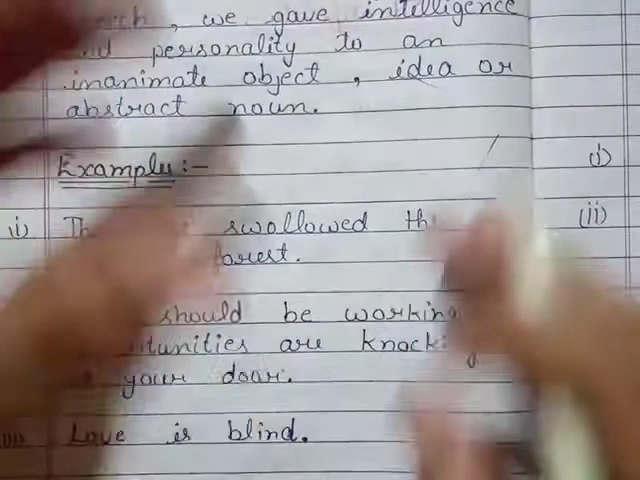 , we gave intelligence
personality to an
inanimate object , idea or
abstract noun.
Example :-
(i)
i) swallowed
(ii)
forest.
should be working
are knocking
your door.
Love is blind.